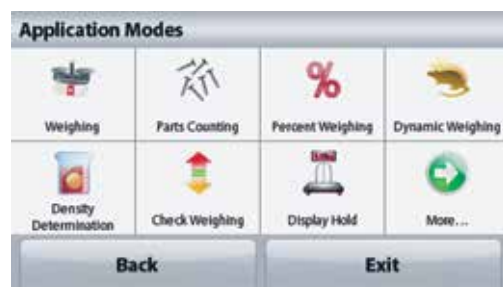 Application Modes
Weighing
Parts Counting
Percent Weighing
Dynamic Weighing
Density
Determination
Check Weighing
Display Hold
More...
Back
Exit